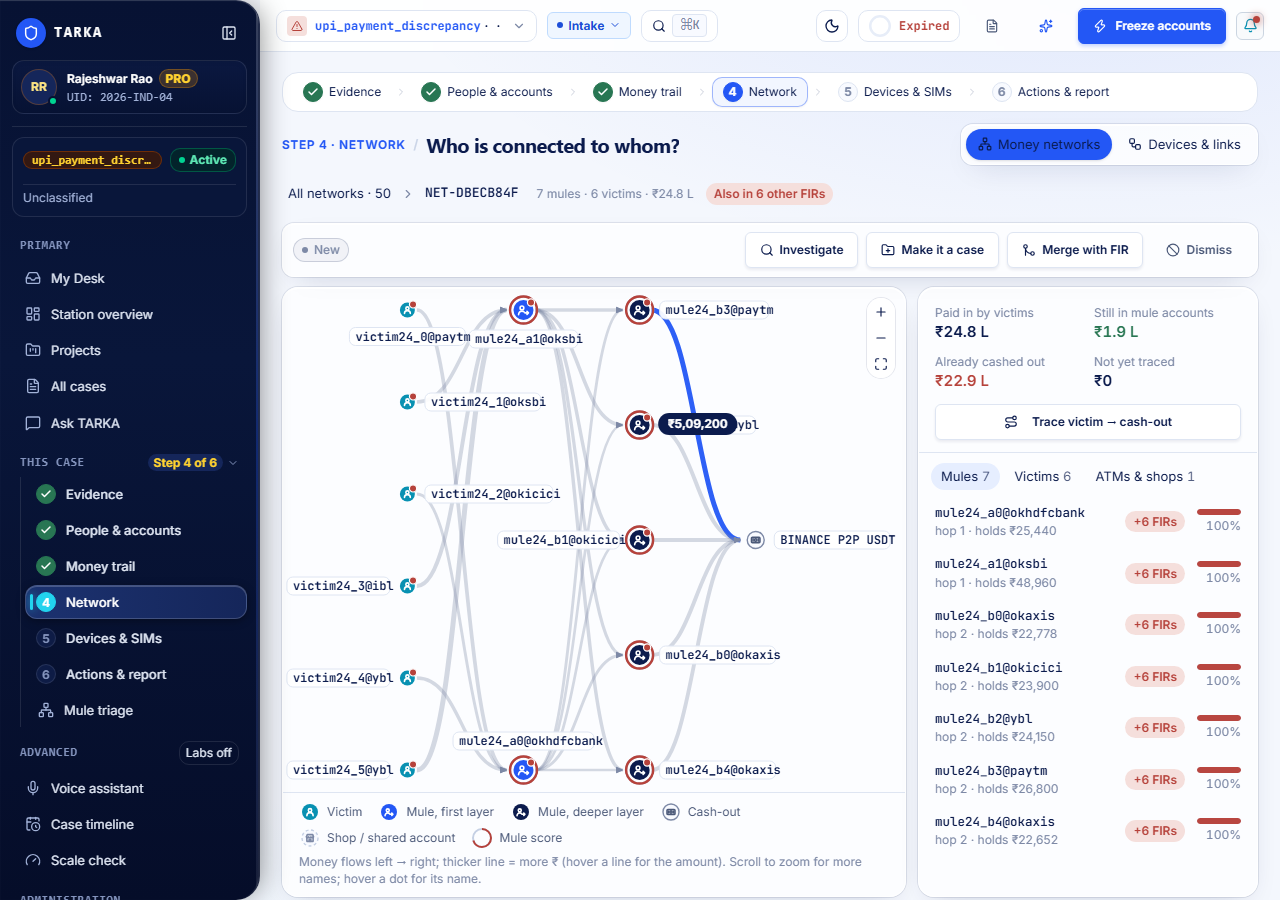 TARKA
RR
Rajeshwar Rao PRO
UID: 2026-IND-04
upi_payment_discr… Active
Unclassified
PRIMARY
My Desk
Station overview
Projects
All cases
Ask TARKA
THIS CASE Step 4 of 6
Evidence
People & accounts
Money trail
4 Network
5 Devices & SIMs
6 Actions & report
Mule triage
ADVANCED Labs off
Voice assistant
Case timeline
Scale check
ADMINISTRATION
upi_payment_discrepancy · · Intake ⌘K Expired Freeze accounts
Evidence People & accounts Money trail 4 Network 5 Devices & SIMs 6 Actions & report
STEP 4 · NETWORK / Who is connected to whom? Money networks Devices & links
All networks · 50 > NET-DBECB84F 7 mules · 6 victims · ₹24.8 L Also in 6 other FIRs
New Investigate Make it a case Merge with FIR Dismiss
victim24_0@paytm
mule24_a1@oksbi
mule24_b3@paytm
victim24_1@oksbi
₹5,09,200 ybl
victim24_2@okicici
mule24_b1@okicici
BINANCE P2P USDT
victim24_3@ibl
mule24_b0@okaxis
victim24_4@ybl
mule24_a0@okhdfcbank
victim24_5@ybl
mule24_b4@okaxis
+
−
Victim Mule, first layer Mule, deeper layer Cash-out
Shop / shared account Mule score
Money flows left → right; thicker line = more ₹ (hover a line for the amount). Scroll to zoom for more
names; hover a dot for its name.
Paid in by victims Still in mule accounts
₹24.8 L ₹1.9 L
Already cashed out Not yet traced
₹22.9 L ₹0
Trace victim → cash-out
Mules 7 Victims 6 ATMs & shops 1
mule24_a0@okhdfcbank
hop 1 · holds ₹25,440 +6 FIRs 100%
mule24_a1@oksbi
hop 1 · holds ₹48,960 +6 FIRs 100%
mule24_b0@okaxis
hop 2 · holds ₹22,778 +6 FIRs 100%
mule24_b1@okicici
hop 2 · holds ₹23,900 +6 FIRs 100%
mule24_b2@ybl
hop 2 · holds ₹24,150 +6 FIRs 100%
mule24_b3@paytm
hop 2 · holds ₹26,800 +6 FIRs 100%
mule24_b4@okaxis
hop 2 · holds ₹22,652 +6 FIRs 100%